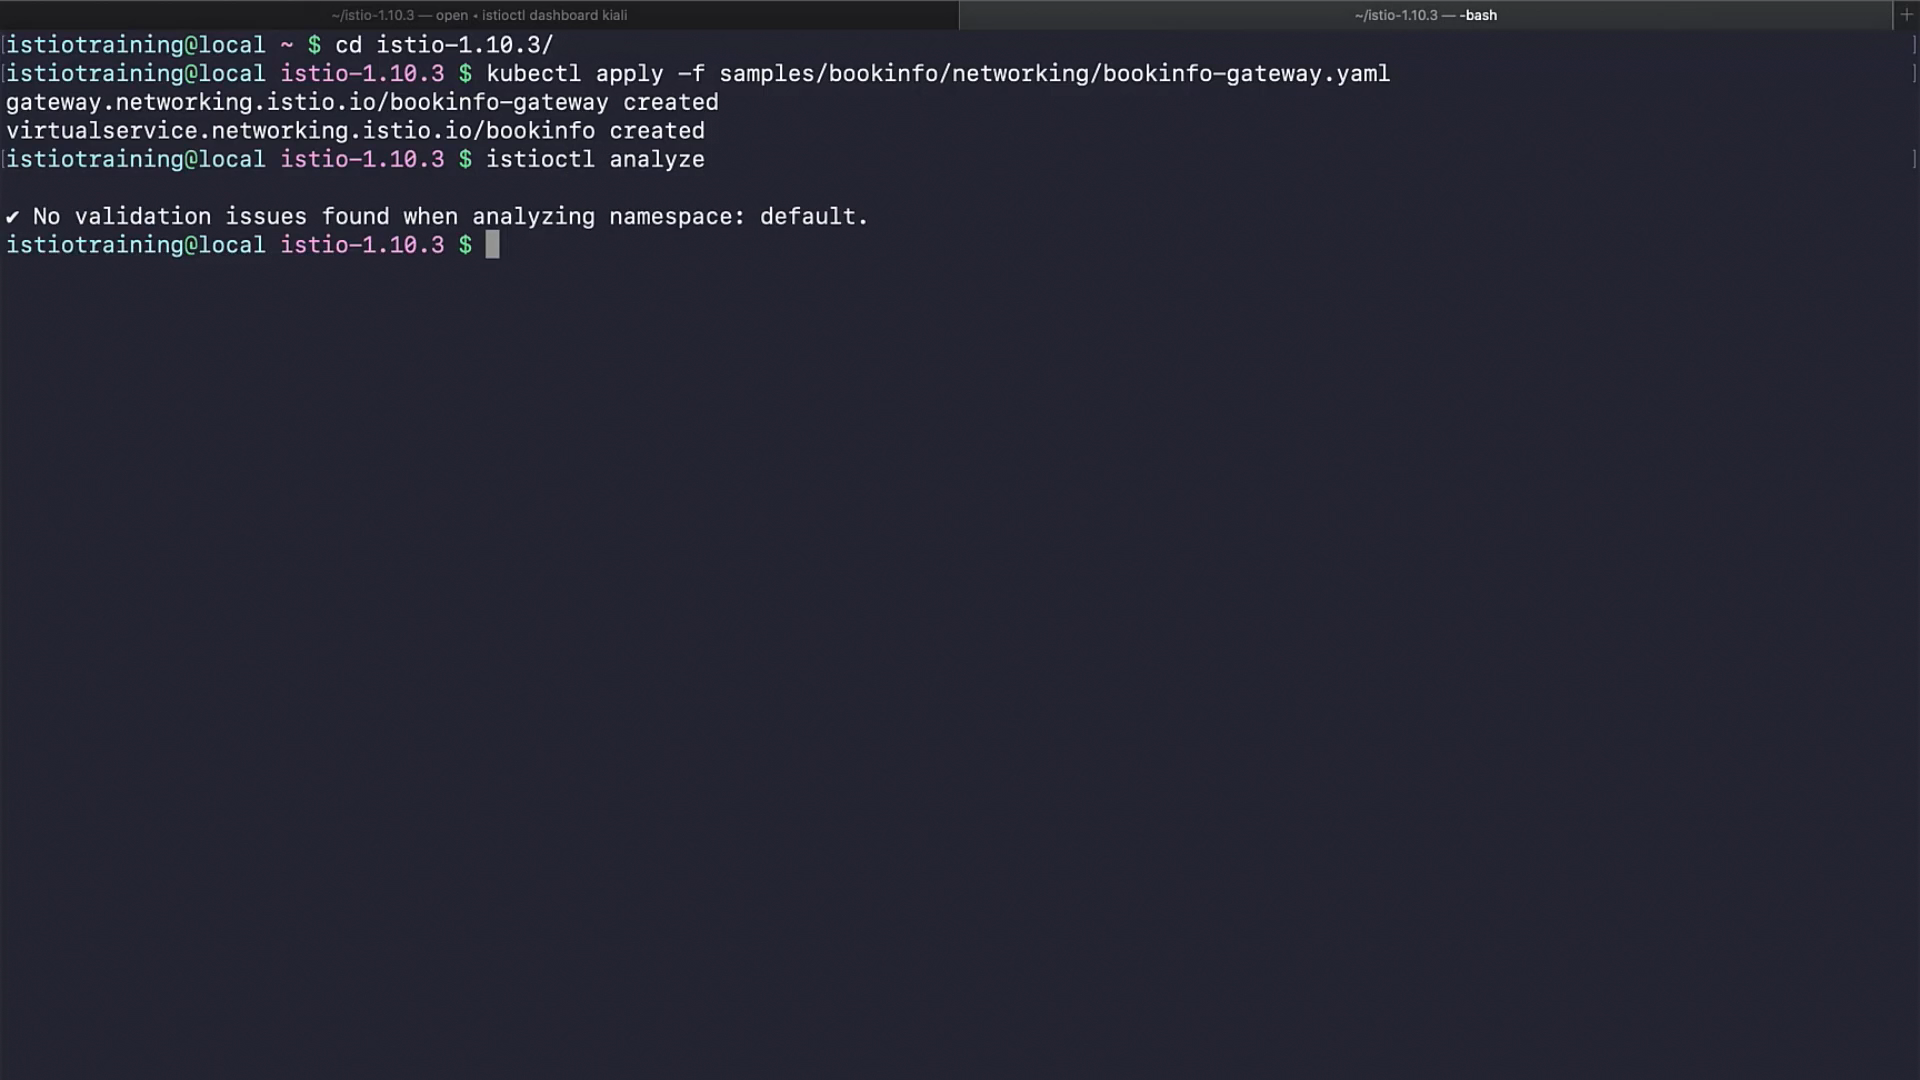 ~/istio-1.10.3 — open • istioctl dashboard kiali
~/istio-1.10.3 — -bash
+
[istiotraining@local ~ $ cd istio-1.10.3/ ]
[istiotraining@local istio-1.10.3 $ kubectl apply -f samples/bookinfo/networking/bookinfo-gateway.yaml ]
gateway.networking.istio.io/bookinfo-gateway created
virtualservice.networking.istio.io/bookinfo created
[istiotraining@local istio-1.10.3 $ istioctl analyze ]
✔ No validation issues found when analyzing namespace: default.
istiotraining@local istio-1.10.3 $